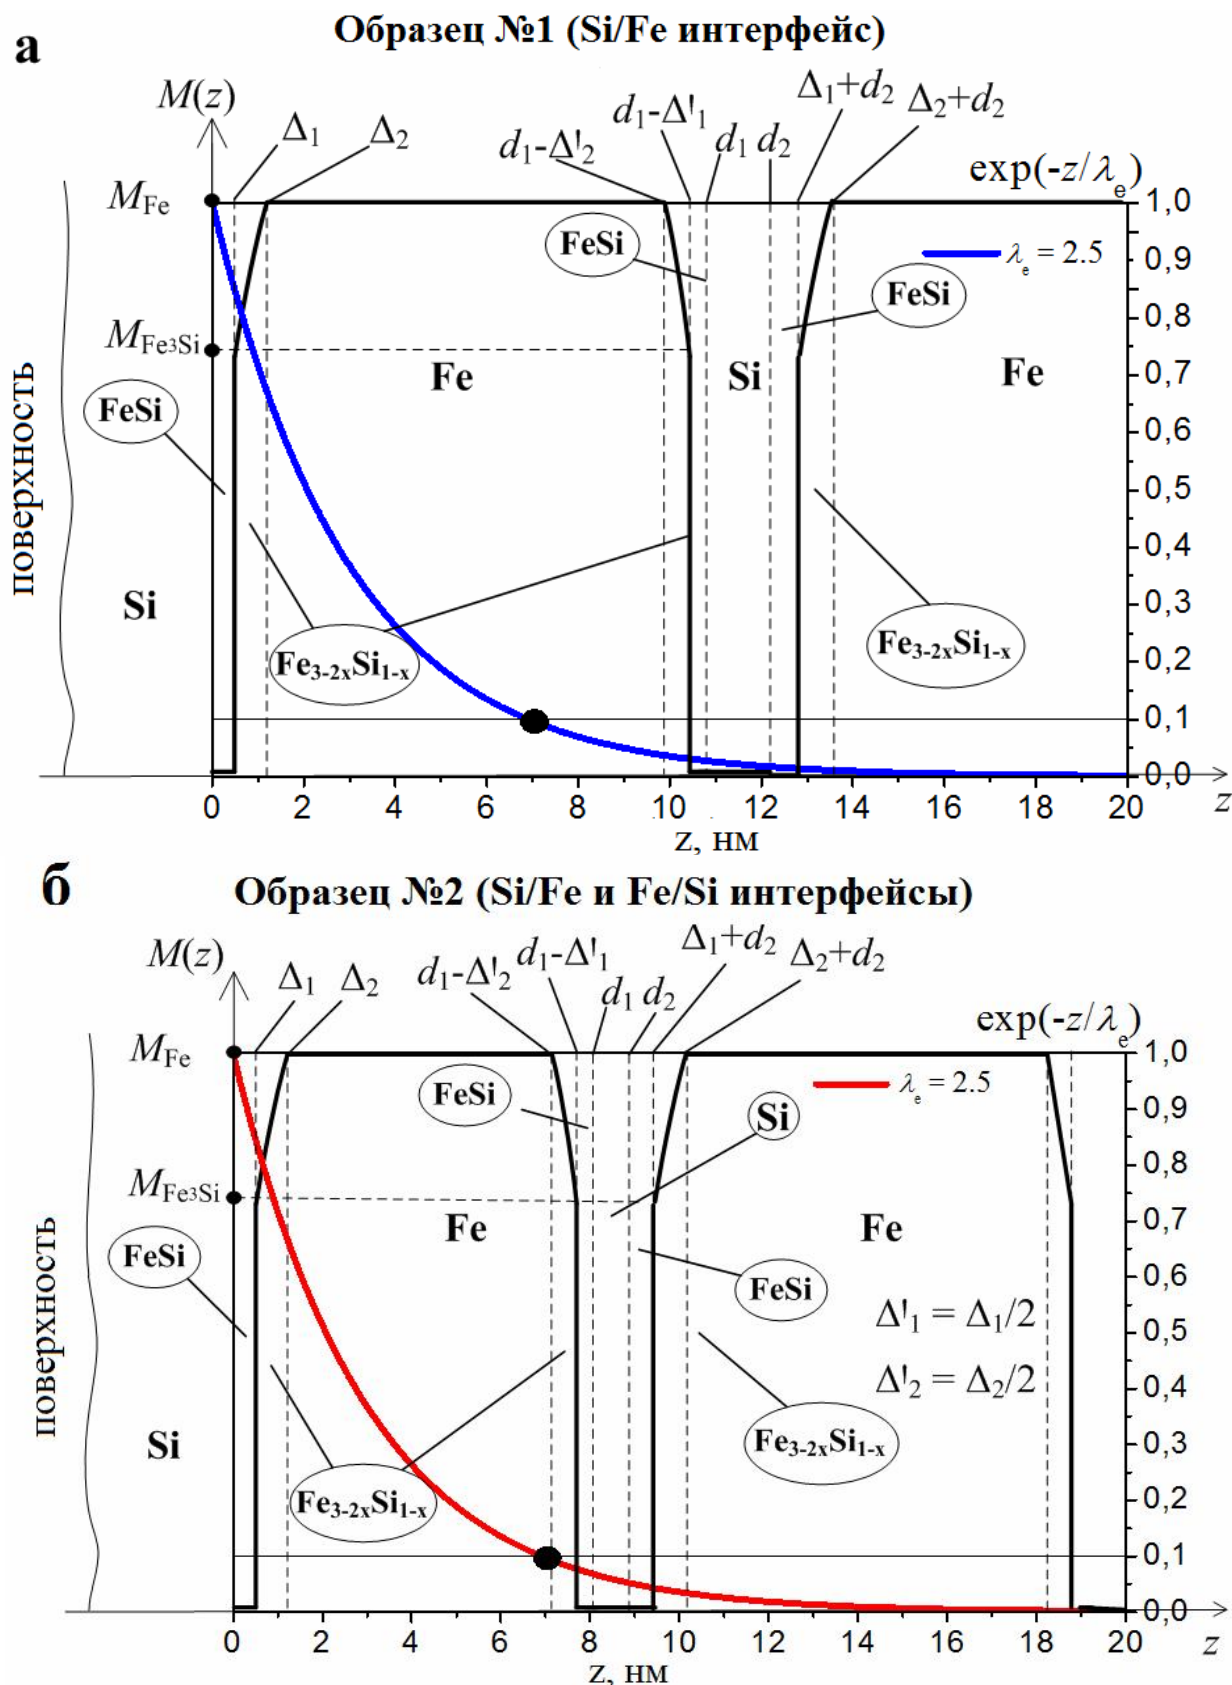 а
Образец №1 (Si/Fe интерфейс)
M(z)
Δ₁
Δ₂
d₁-Δ'₂
d₁-Δ'₁
d₁ d₂
Δ₁+d₂
Δ₂+d₂
exp(-z/λₑ)
M_Fe
M_Fe₃Si
λₑ = 2.5
1,0
0,9
0,8
0,7
0,6
0,5
0,4
0,3
0,2
0,1
0,0
FeSi
FeSi
FeSi
Fe
Si
Fe
Si
Fe₃₋₂ₓSi₁₋ₓ
Fe₃₋₂ₓSi₁₋ₓ
поверхность
0 2 4 6 8 10 12 14 16 18 20
z
z, нм
б
Образец №2 (Si/Fe и Fe/Si интерфейсы)
M(z)
Δ₁
Δ₂
d₁-Δ'₂
d₁-Δ'₁
d₁ d₂
Δ₁+d₂
Δ₂+d₂
exp(-z/λₑ)
M_Fe
M_Fe₃Si
λₑ = 2.5
1,0
0,9
0,8
0,7
0,6
0,5
0,4
0,3
0,2
0,1
0,0
FeSi
Si
FeSi
Fe
Fe
FeSi
Δ'₁ = Δ₁/2
Δ'₂ = Δ₂/2
Si
Fe₃₋₂ₓSi₁₋ₓ
Fe₃₋₂ₓSi₁₋ₓ
поверхность
0 2 4 6 8 10 12 14 16 18 20
z
z, нм